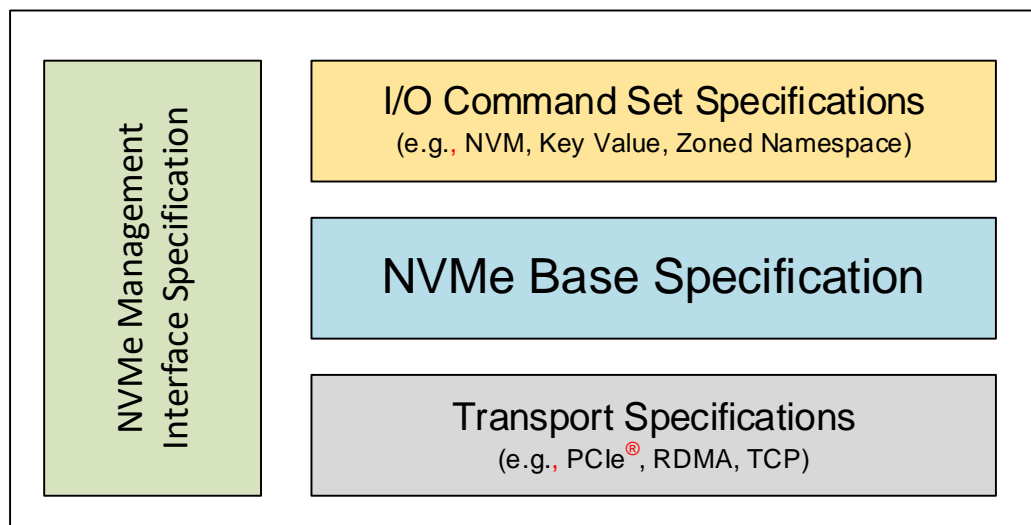 NVMe Management
Interface Specification
I/O Command Set Specifications
(e.g., NVM, Key Value, Zoned Namespace)
NVMe Base Specification
Transport Specifications
(e.g., PCIe®, RDMA, TCP)